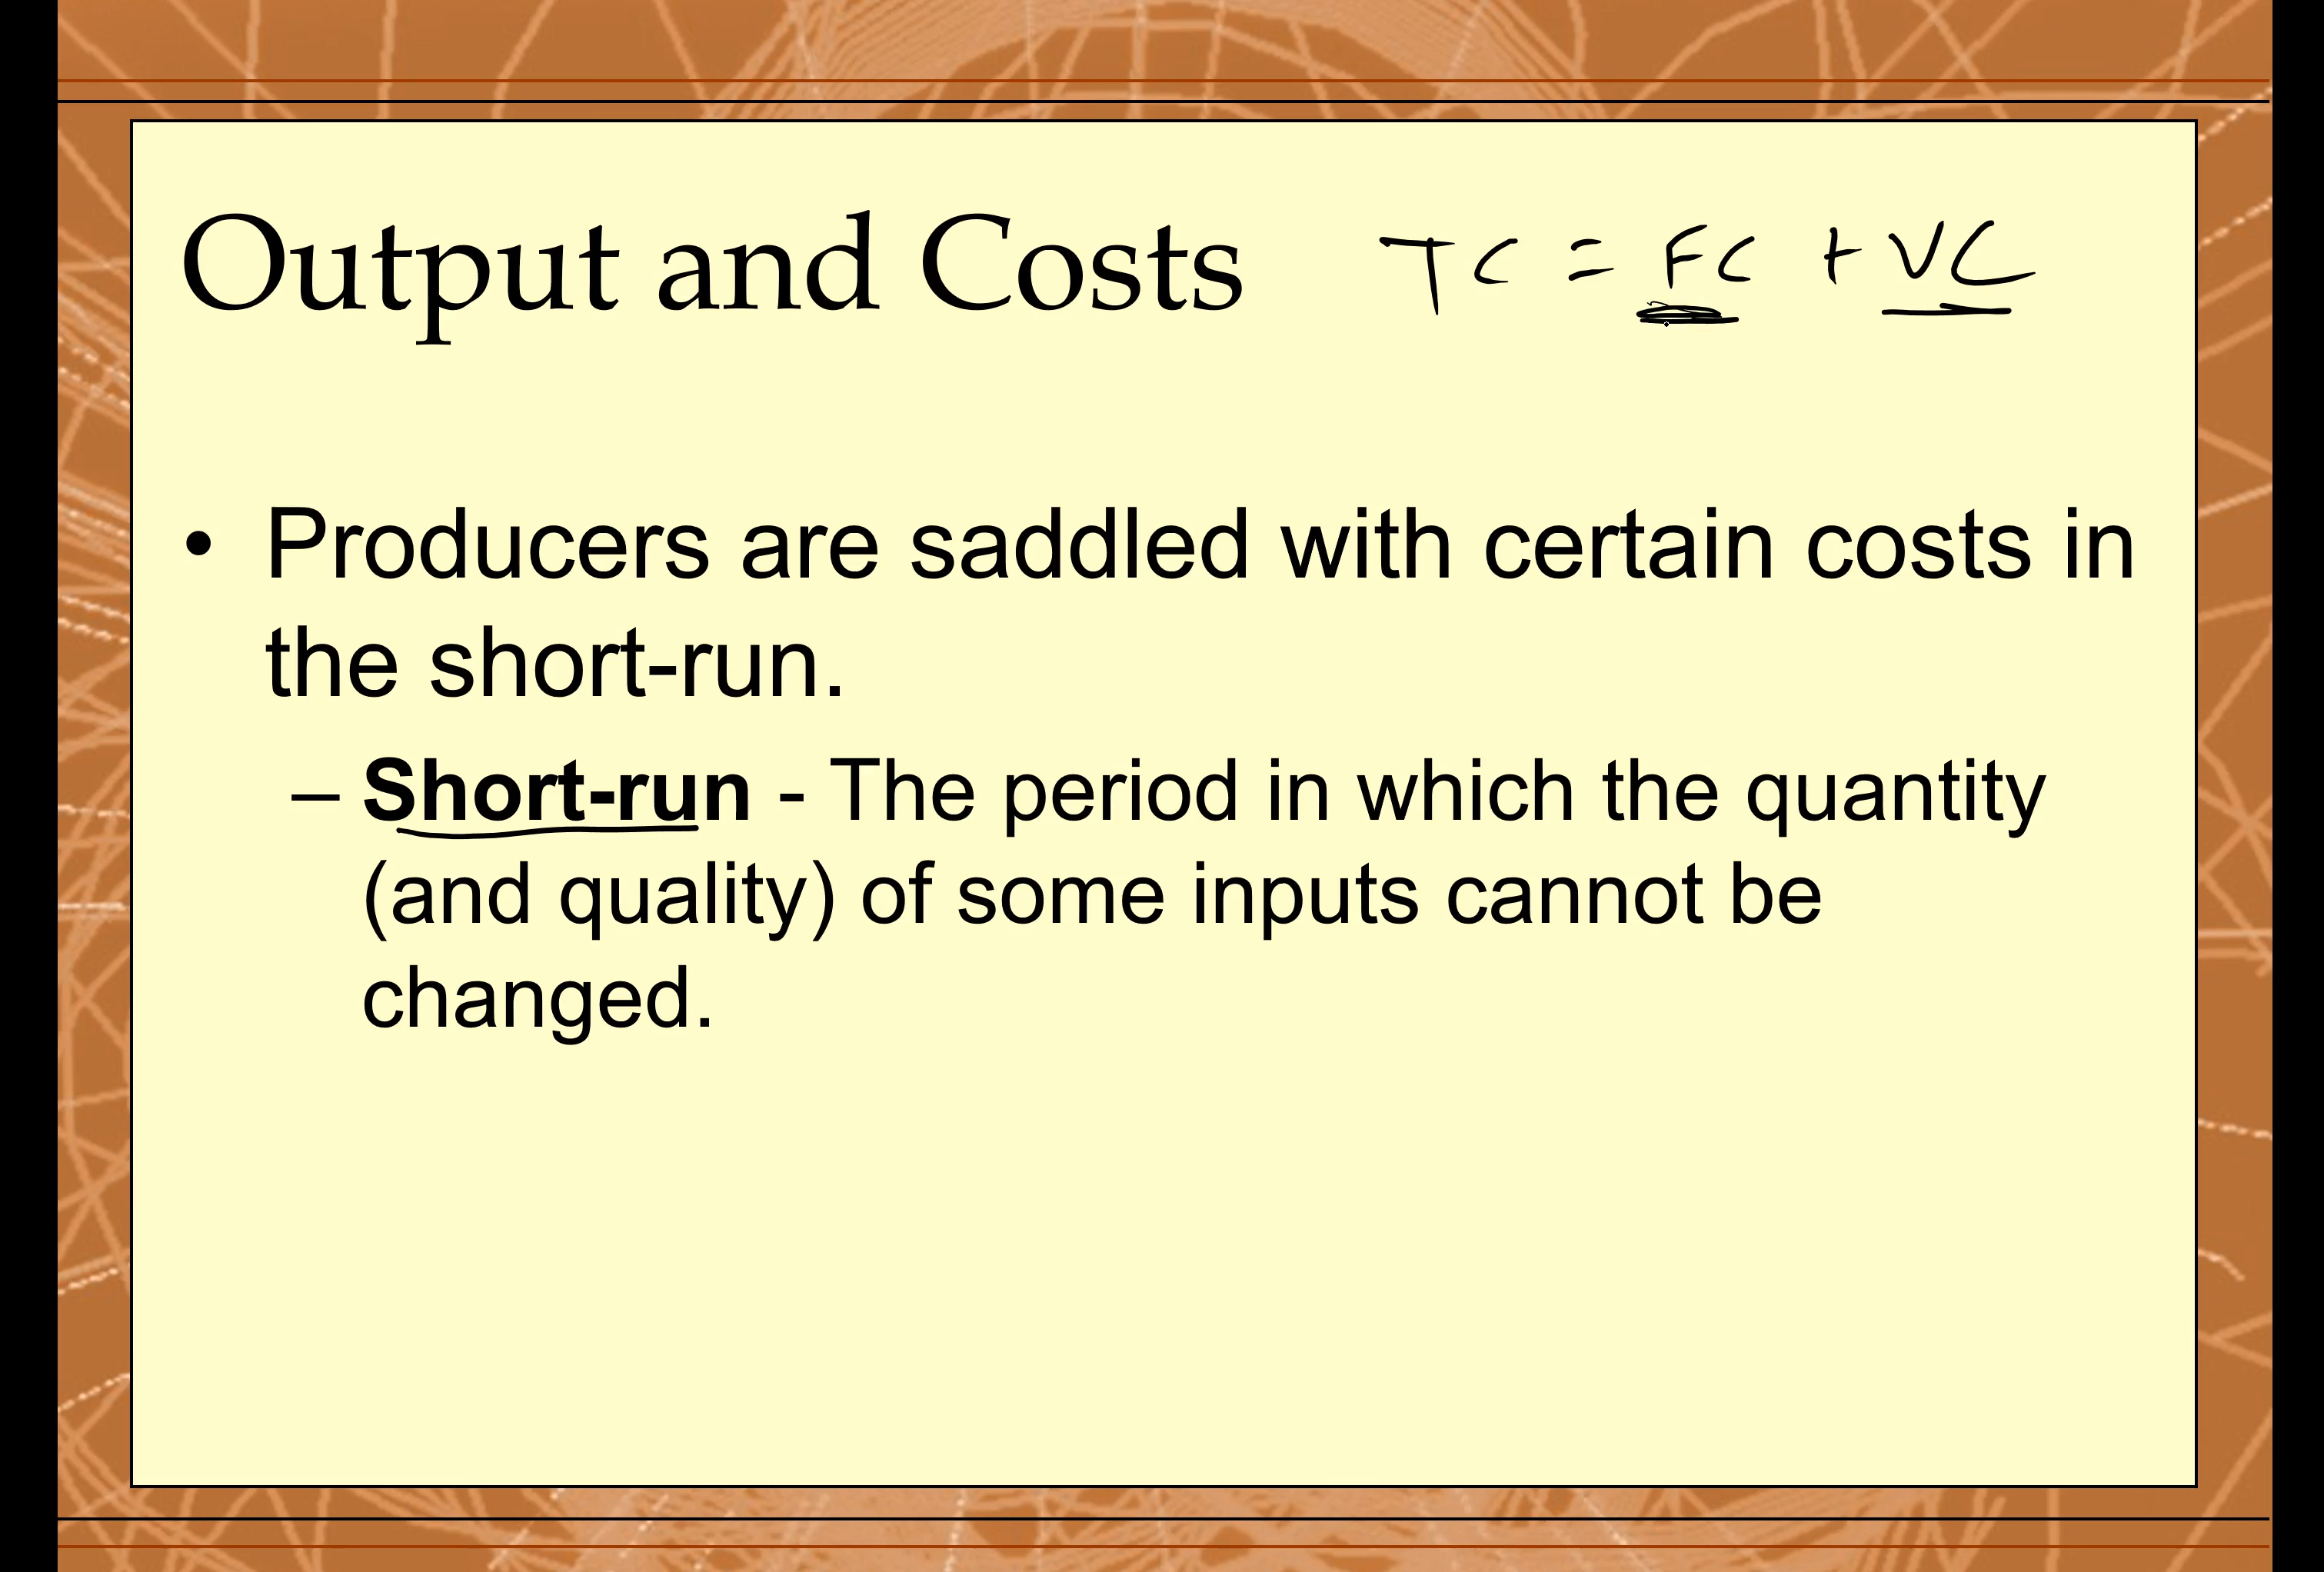 Output and Costs TC = FC + VC
• Producers are saddled with certain costs in
the short-run.
– Short-run - The period in which the quantity
(and quality) of some inputs cannot be
changed.